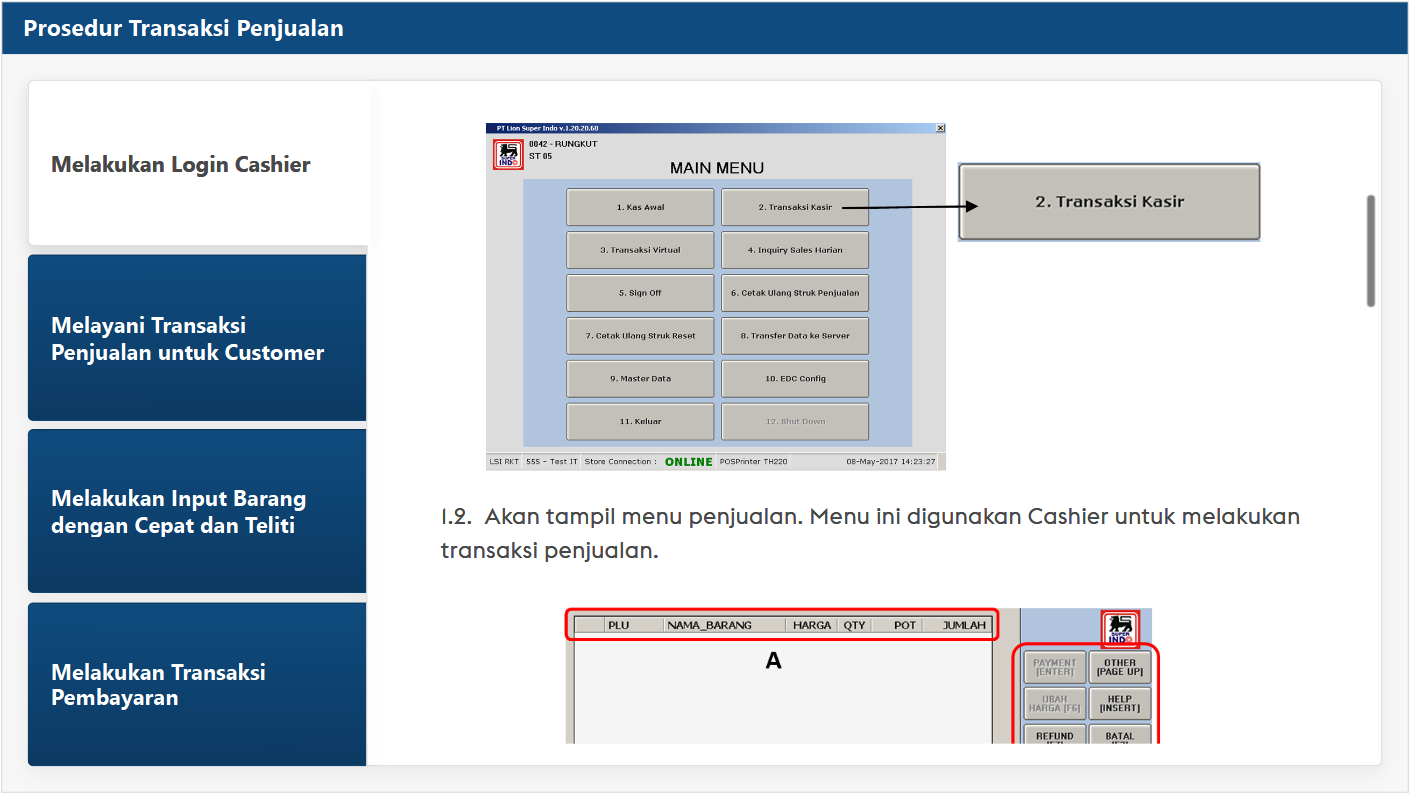 Prosedur Transaksi Penjualan
Melakukan Login Cashier
Melayani Transaksi
Penjualan untuk Customer
Melakukan Input Barang
dengan Cepat dan Teliti
Melakukan Transaksi
Pembayaran
PT Lion Super Indo v.1.20.20.60
SUPER
INDO
0042 - RUNGKUT
ST 05
MAIN MENU
1. Kas Awal
2. Transaksi Kasir
3. Transaksi Virtual
4. Inquiry Sales Harian
5. Sign Off
6. Cetak Ulang Struk Penjualan
7. Cetak Ulang Struk Reset
8. Transfer Data ke Server
9. Master Data
10. EDC Config
11. Keluar
12. Shut Down
LSI RKT 555 - Test IT Store Connection : ONLINE POSPrinter TH220 08-May-2017 14:23:27
2. Transaksi Kasir
1.2. Akan tampil menu penjualan. Menu ini digunakan Cashier untuk melakukan
transaksi penjualan.
PLU NAMA_BARANG HARGA QTY POT JUMLAH
A
SUPER
INDO
PAYMENT
[ENTER]
OTHER
[PAGE UP]
UBAH
HARGA [F6]
HELP
[INSERT]
REFUND
BATAL